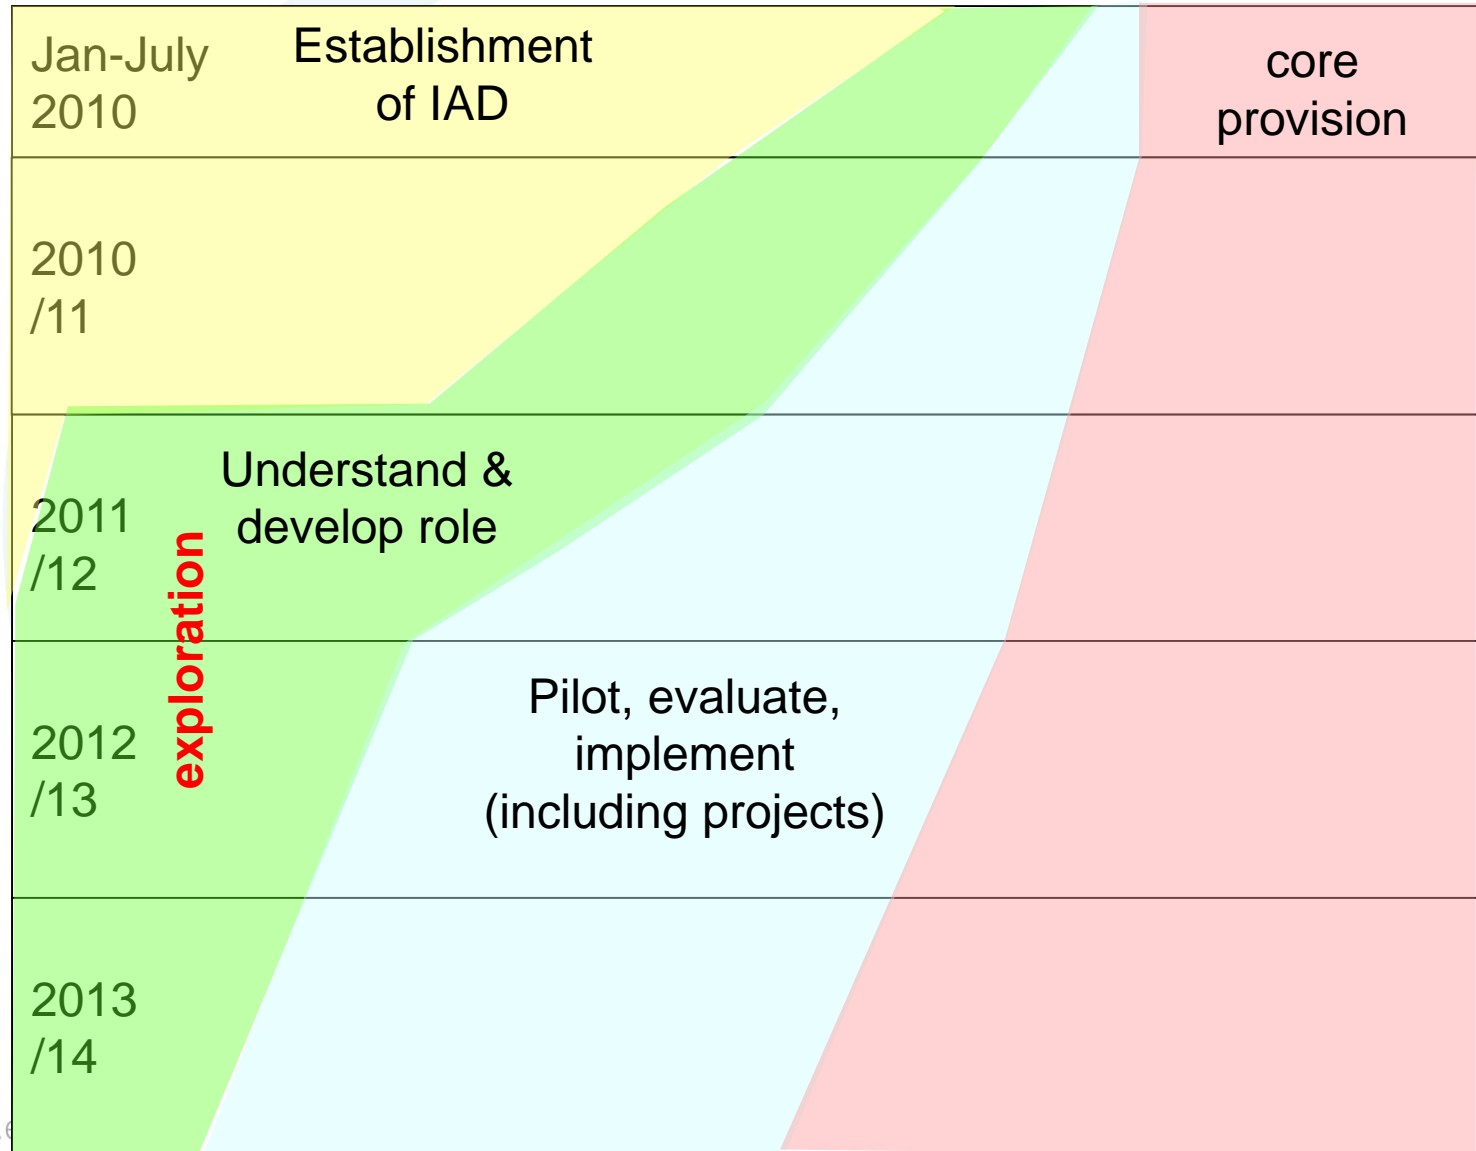 Jan-July
2010
Establishment
of IAD
core
provision
2010
/11
2011
/12
Understand &
develop role
exploration
2012
/13
Pilot, evaluate,
implement
(including projects)
2013
/14